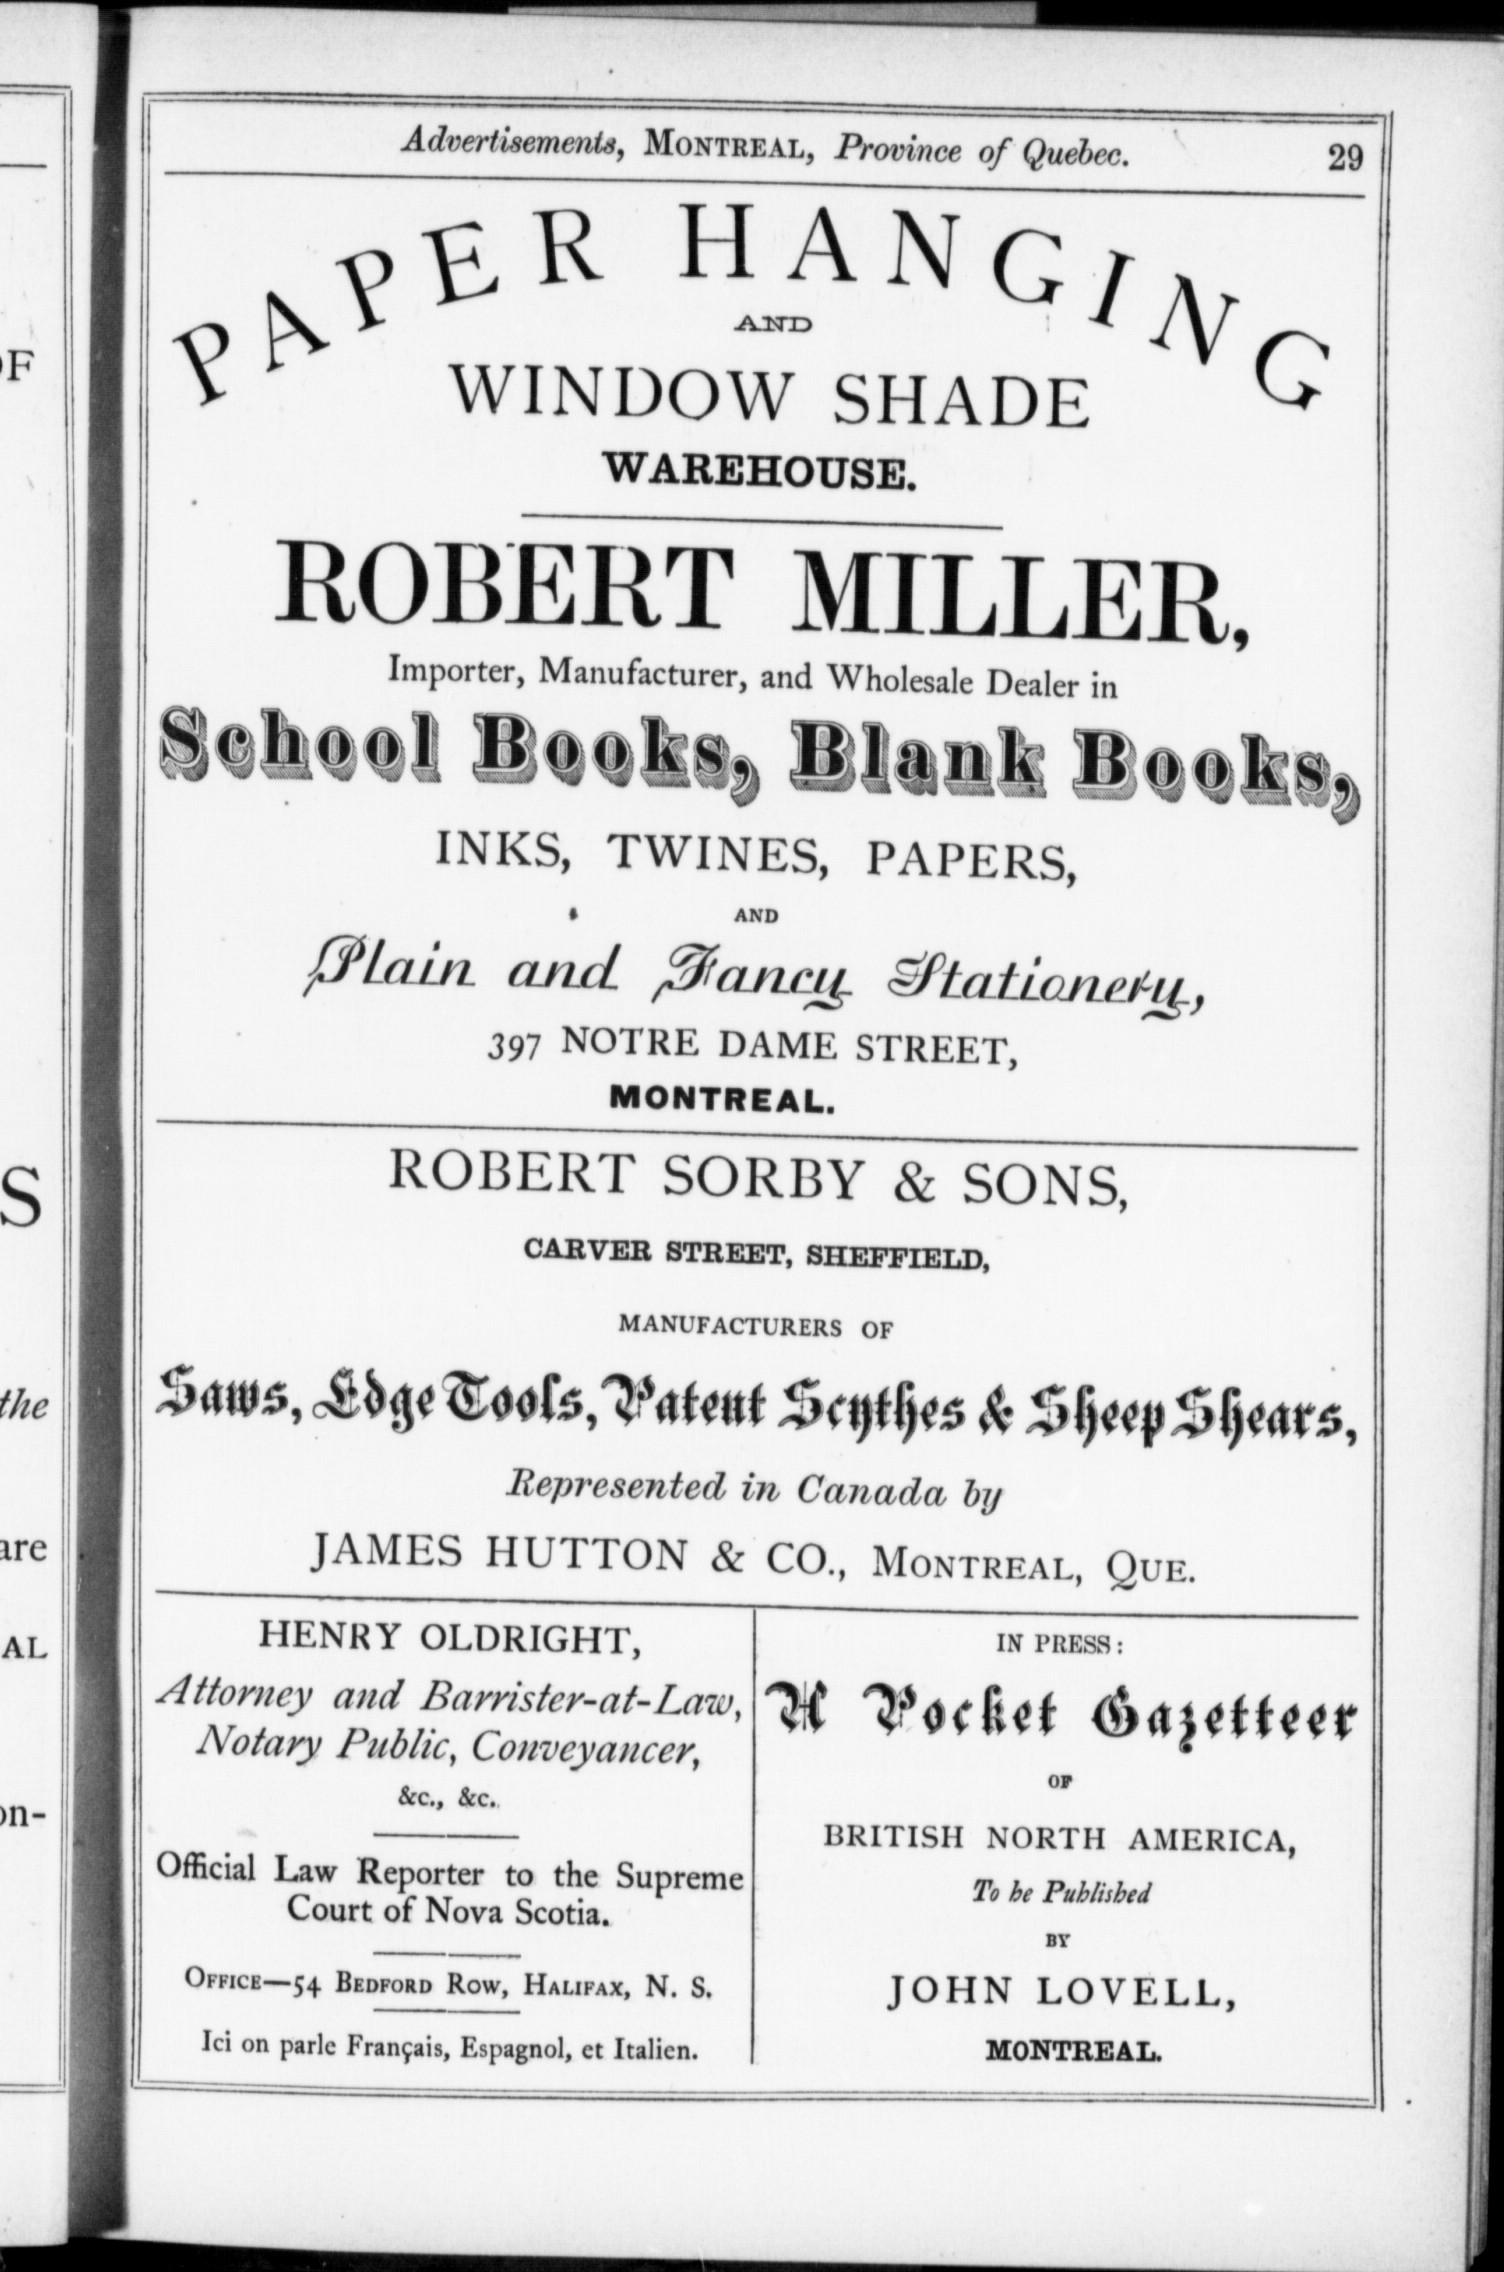 Advertisements, MONTREAL, Province of Quebec. 29
PAPER HANGING
AND
WINDOW SHADE
WAREHOUSE.
ROBERT MILLER,
Importer, Manufacturer, and Wholesale Dealer in
School Books, Blank Books,
INKS, TWINES, PAPERS,
AND
Plain and Fancy Stationery,
397 NOTRE DAME STREET,
MONTREAL.
ROBERT SORBY & SONS,
CARVER STREET, SHEFFIELD,
MANUFACTURERS OF
Saws, Edge Tools, Patent Scythes & Sheep Shears,
Represented in Canada by
JAMES HUTTON & CO., MONTREAL, QUE.
HENRY OLDRIGHT,
Attorney and Barrister-at-Law,
Notary Public, Conveyancer,
&c., &c.
Official Law Reporter to the Supreme
Court of Nova Scotia.
OFFICE—54 BEDFORD ROW, HALIFAX, N. S.
Ici on parle Français, Espagnol, et Italien.
IN PRESS:
A Pocket Gazetteer
OF
BRITISH NORTH AMERICA,
To be Published
BY
JOHN LOVELL,
MONTREAL.
the